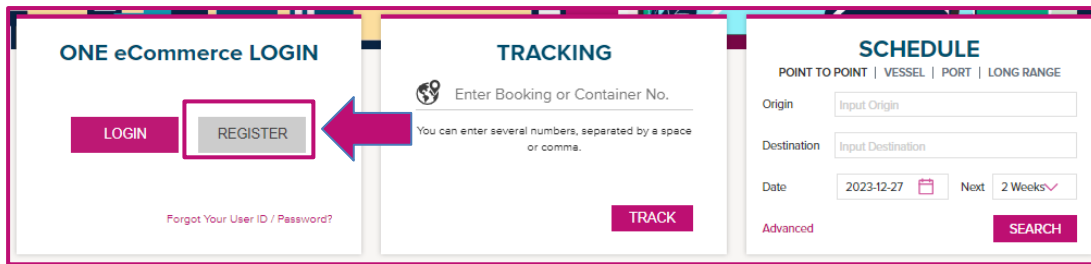 ONE eCommerce LOGIN
LOGIN
REGISTER
Forgot Your User ID / Password?
TRACKING
Enter Booking or Container No.
You can enter several numbers, separated by a space
or comma.
TRACK
SCHEDULE
POINT TO POINT | VESSEL | PORT | LONG RANGE
Origin Input Origin
Destination Input Destination
Date 2023-12-27 Next 2 Weeks
Advanced SEARCH